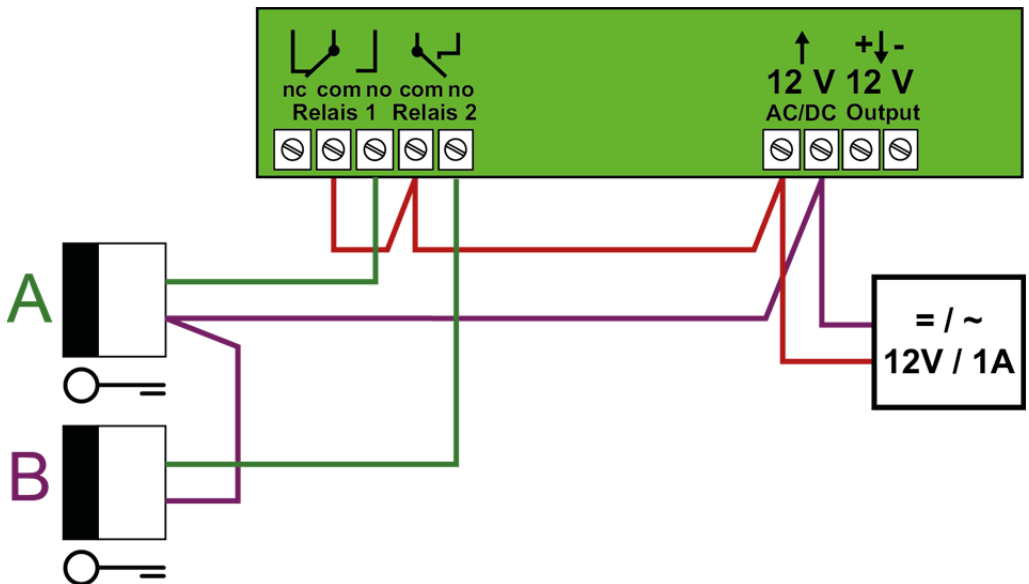 nc com no com no
Relais 1 Relais 2
+ -
12 V 12 V
AC/DC Output
A
= / ~
12V / 1A
B